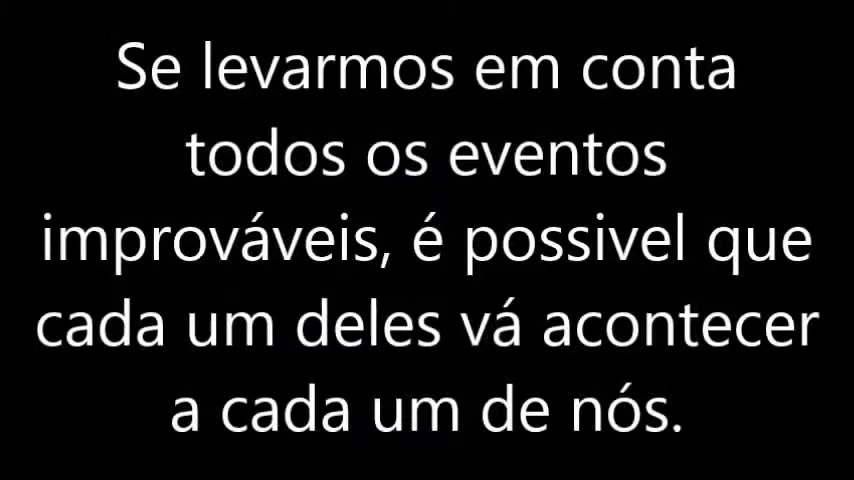 Se levarmos em conta
todos os eventos
improváveis, é possivel que
cada um deles vá acontecer
a cada um de nós.